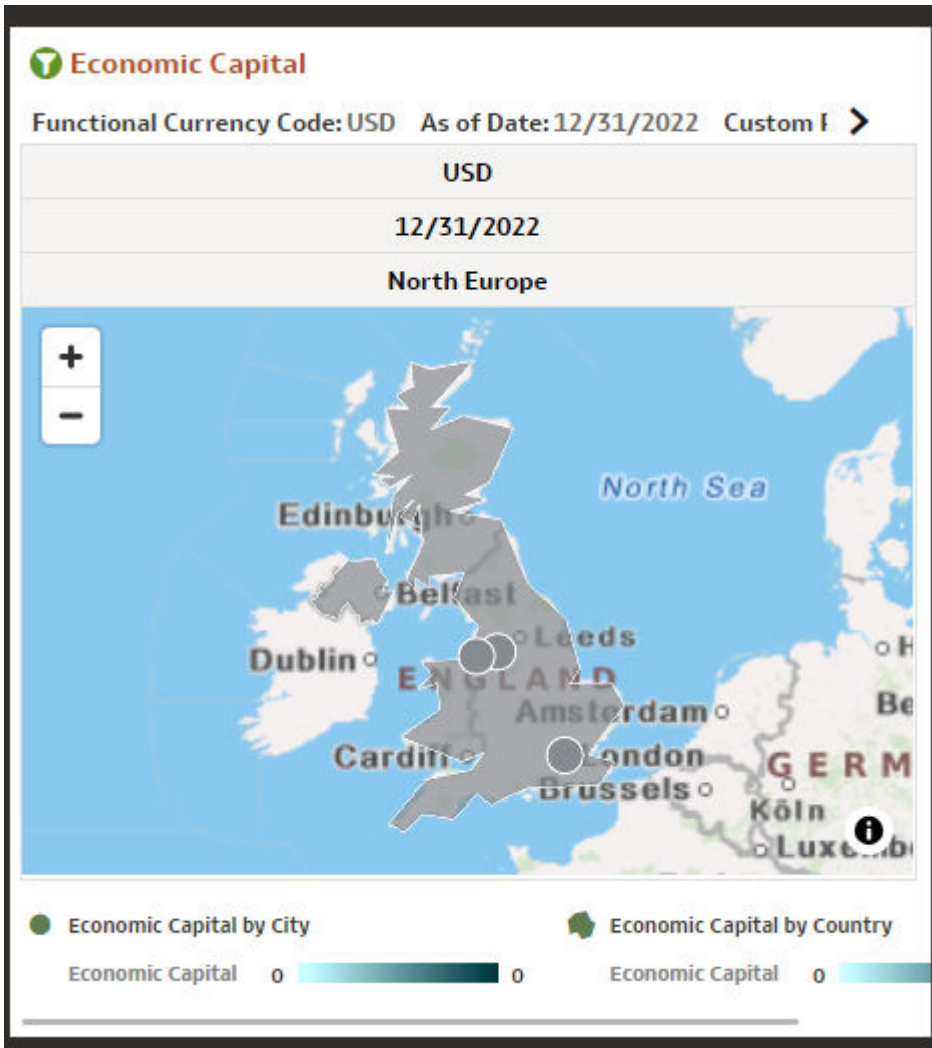 Economic Capital
Functional Currency Code: USD As of Date: 12/31/2022 Custom
USD
12/31/2022
North Europe
+
−
North Sea
Edinburgh
Belfast
Leeds
Dublin
ENGLAND
Amsterdam
Cardiff
London
GERM
Brussels
Köln
Economic Capital by City
Economic Capital by Country
Economic Capital 0 0
Economic Capital 0